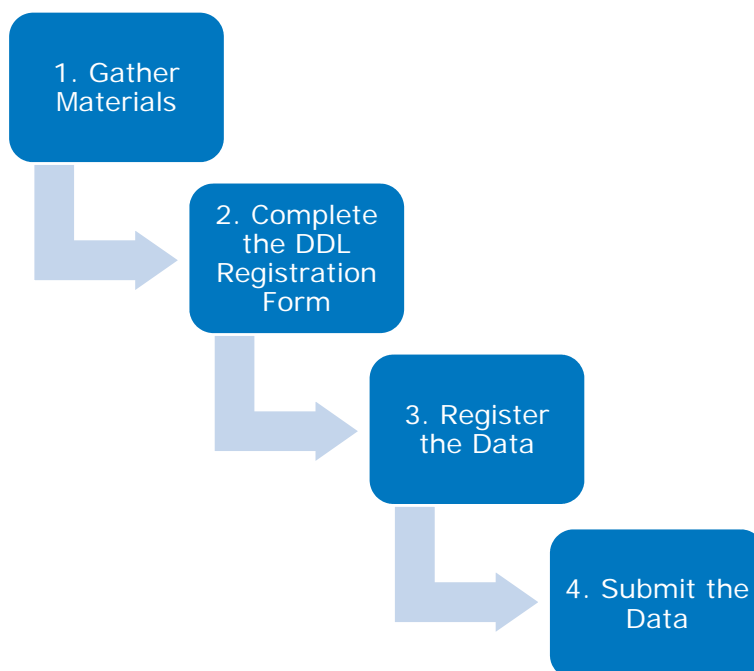 1. Gather
Materials
2. Complete
the DDL
Registration
Form
3. Register
the Data
4. Submit the
Data